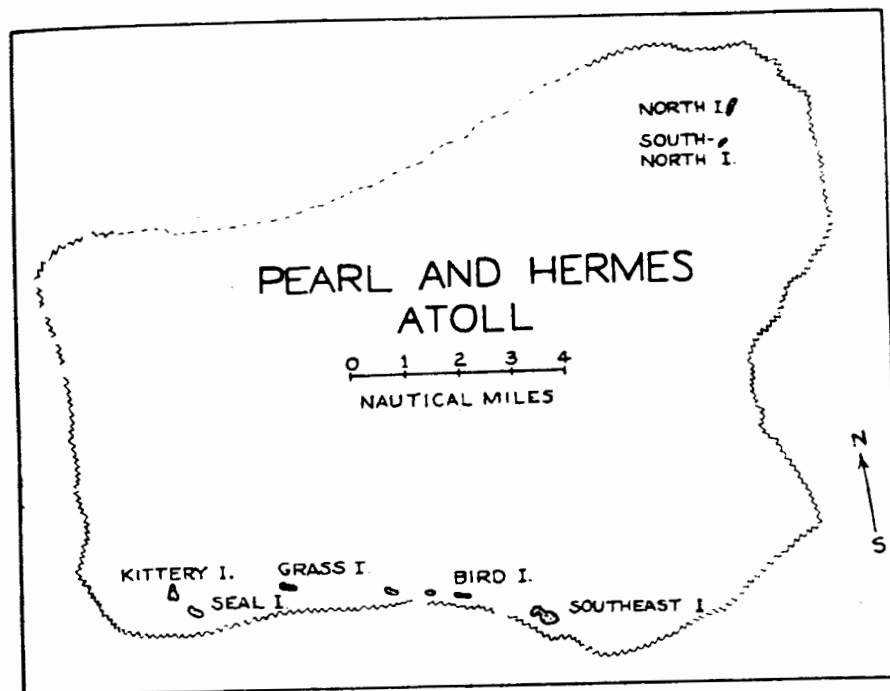 NORTH I.
SOUTH-
NORTH I.
PEARL AND HERMES
ATOLL
0 1 2 3 4
NAUTICAL MILES
N
S
KITTERY I.
GRASS I.
SEAL I.
BIRD I.
SOUTHEAST I.